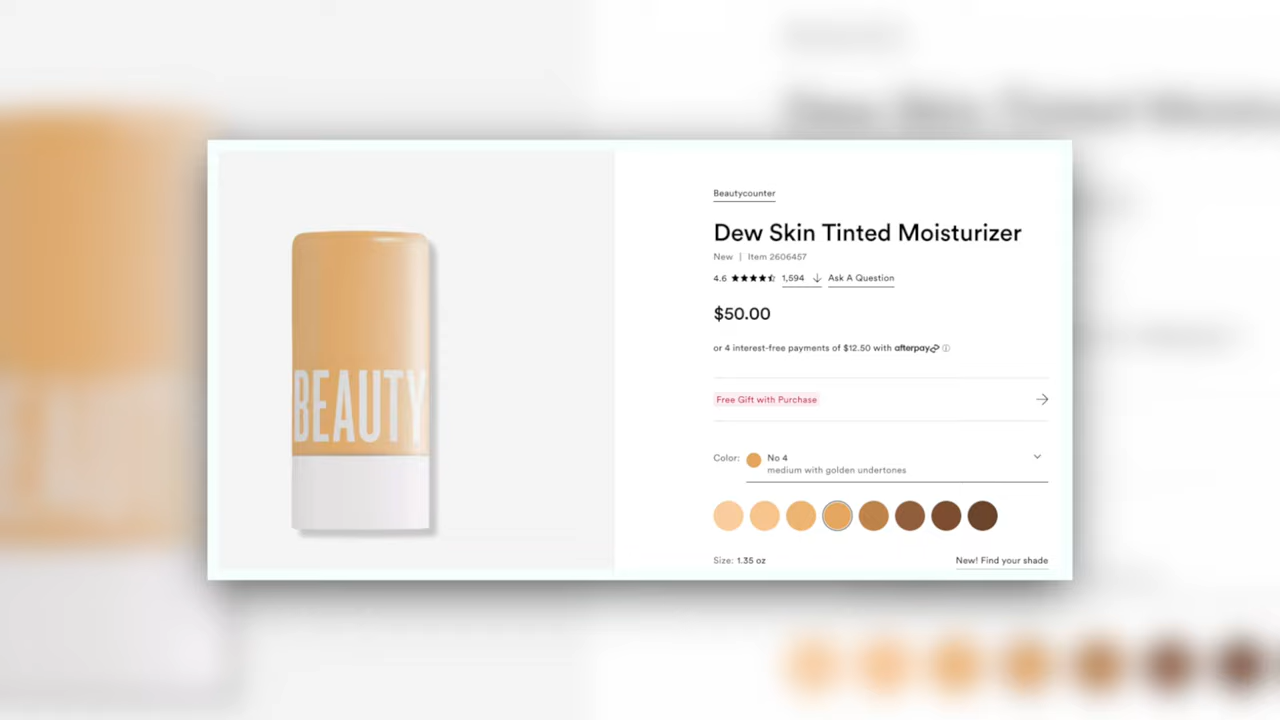 BEAUTY
Beautycounter
Dew Skin Tinted Moisturizer
New | Item 2606457
4.6 ★★★★⯪ 1,594 ↓ Ask A Question
$50.00
or 4 interest-free payments of $12.50 with afterpay
Free Gift with Purchase
Color: No 4
medium with golden undertones
Size: 1.35 oz New! Find your shade